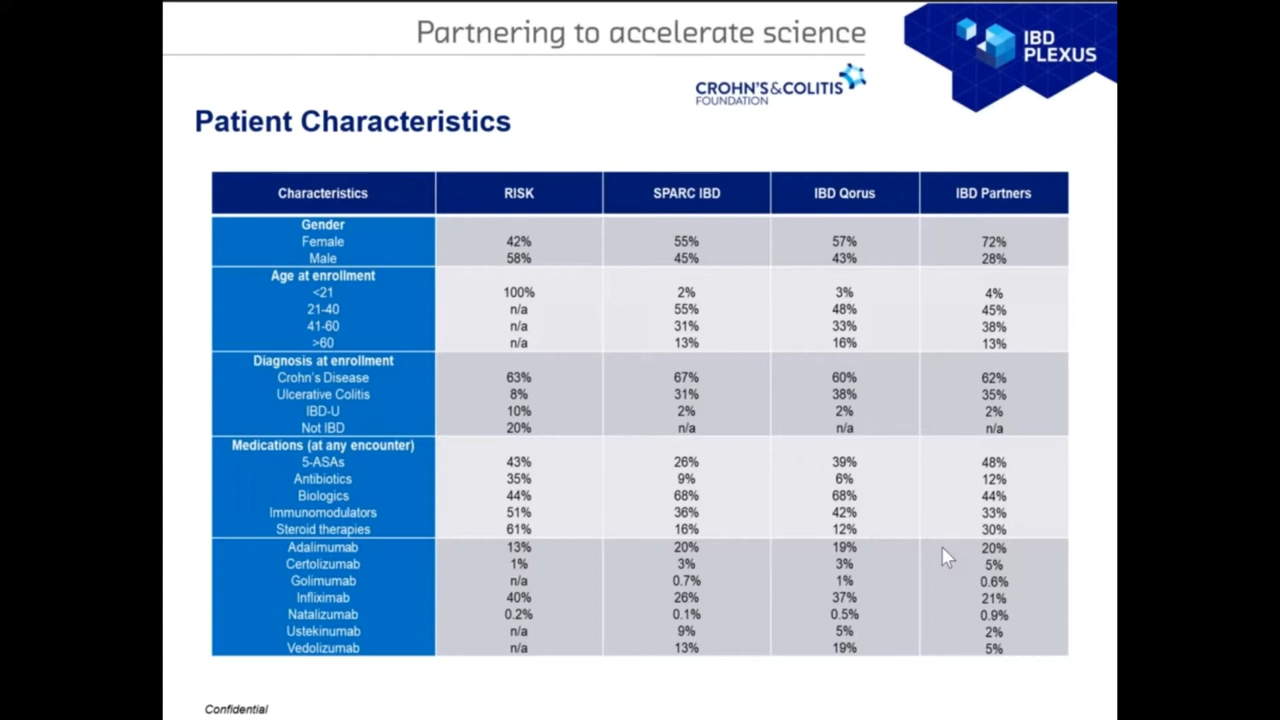 Partnering to accelerate science
IBD
PLEXUS
CROHN'S&COLITIS
FOUNDATION
Patient Characteristics
Characteristics RISK SPARC IBD IBD Qorus IBD Partners
Gender
Female 42% 55% 57% 72%
Male 58% 45% 43% 28%
Age at enrollment
<21 100% 2% 3% 4%
21-40 n/a 55% 48% 45%
41-60 n/a 31% 33% 38%
>60 n/a 13% 16% 13%
Diagnosis at enrollment
Crohn's Disease 63% 67% 60% 62%
Ulcerative Colitis 8% 31% 38% 35%
IBD-U 10% 2% 2% 2%
Not IBD 20% n/a n/a n/a
Medications (at any encounter)
5-ASAs 43% 26% 39% 48%
Antibiotics 35% 9% 6% 12%
Biologics 44% 68% 68% 44%
Immunomodulators 51% 36% 42% 33%
Steroid therapies 61% 16% 12% 30%
Adalimumab 13% 20% 19% 20%
Certolizumab 1% 3% 3% 5%
Golimumab n/a 0.7% 1% 0.6%
Infliximab 40% 26% 37% 21%
Natalizumab 0.2% 0.1% 0.5% 0.9%
Ustekinumab n/a 9% 5% 2%
Vedolizumab n/a 13% 19% 5%
Confidential